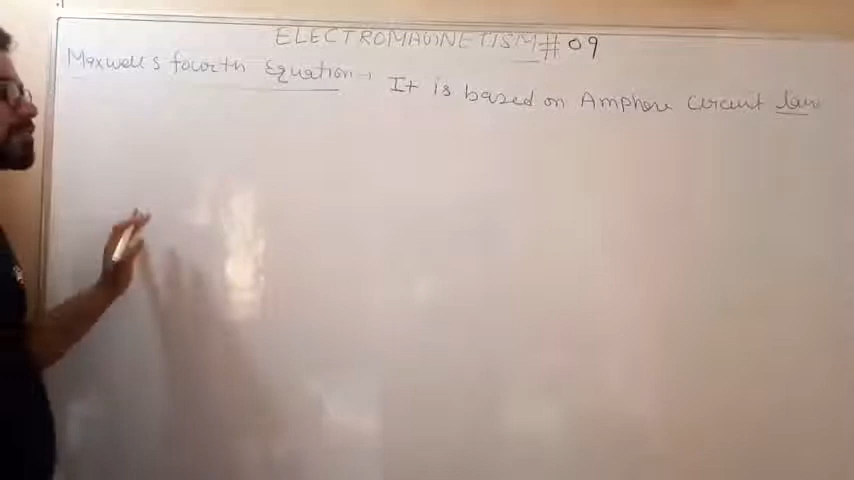 ELECTROMAGNETISM#09
Maxwell's fourth Equation → It is based on Amphere circuit law